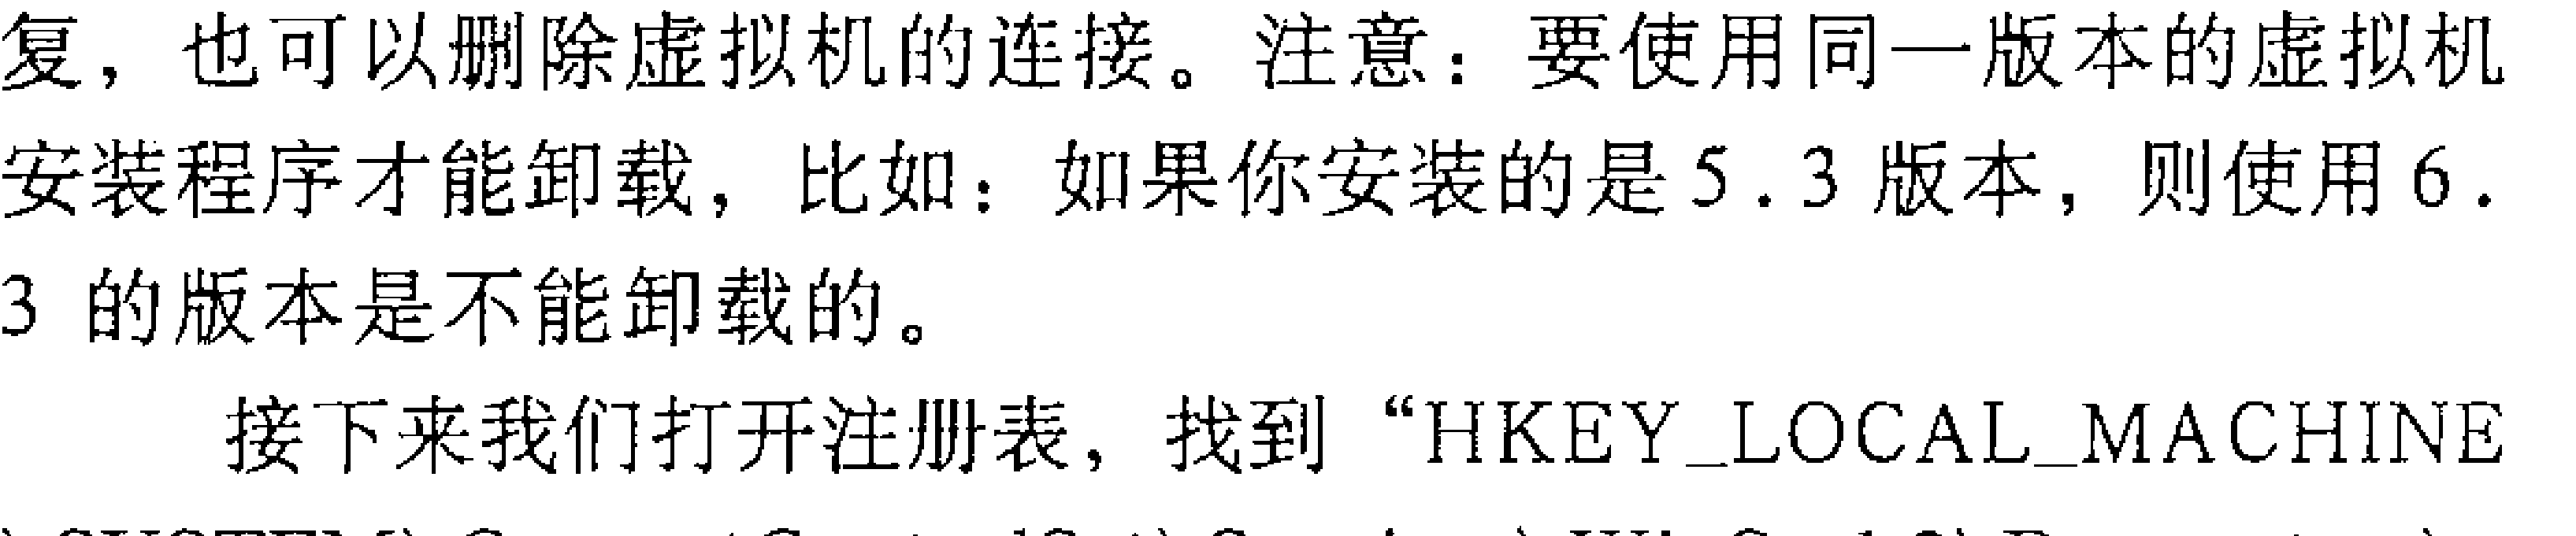 复，也可以删除虚拟机的连接。注意：要使用同一版本的虚拟机
安装程序才能卸载，比如：如果你安装的是5.3版本，则使用6.
3 的版本是不能卸载的。
接下来我们打开注册表，找到“HKEY_LOCAL_MACHINE